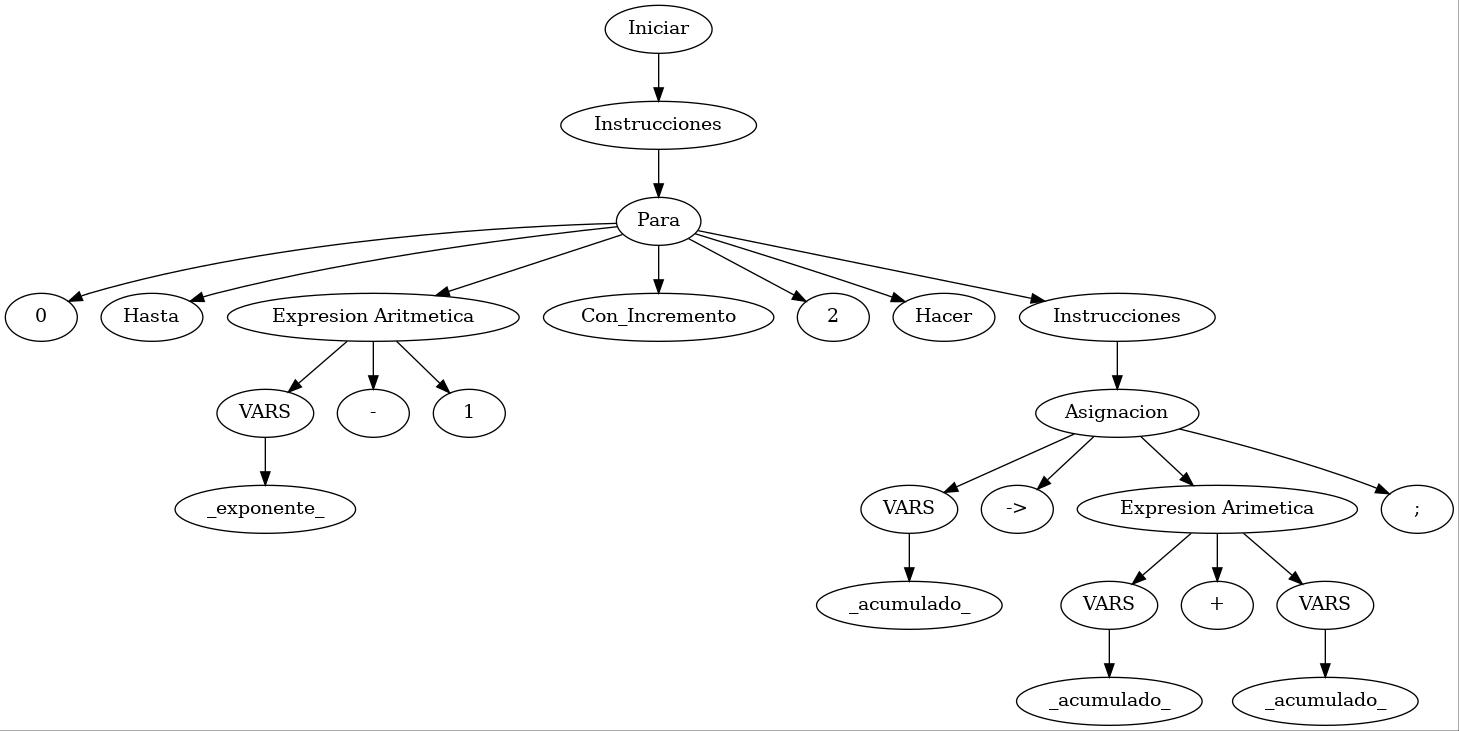 Iniciar
Instrucciones
Para
0
Hasta
Expresion Aritmetica
Con_Incremento
2
Hacer
Instrucciones
VARS
-
1
Asignacion
_exponente_
VARS
->
Expresion Arimetica
;
_acumulado_
VARS
+
VARS
_acumulado_
_acumulado_